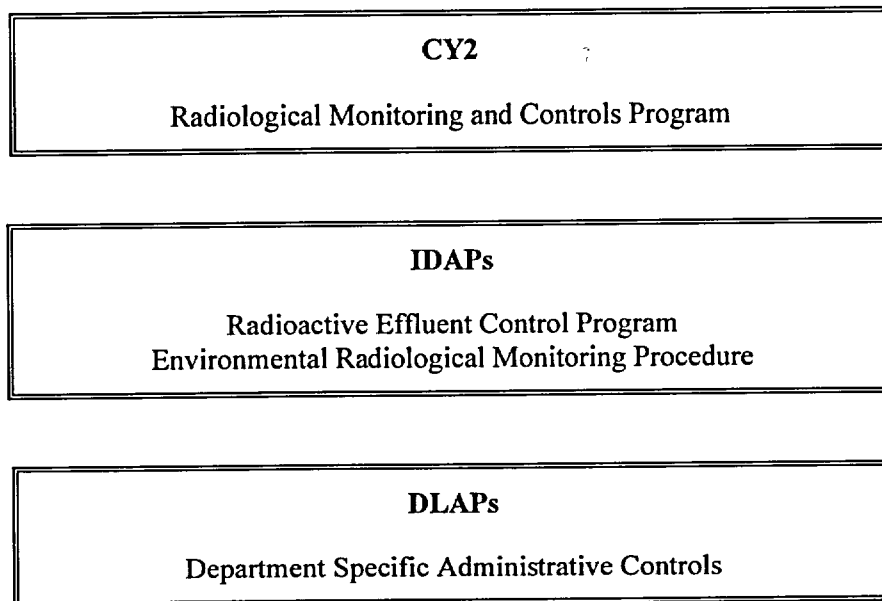 CY2
Radiological Monitoring and Controls Program
IDAPs
Radioactive Effluent Control Program
Environmental Radiological Monitoring Procedure
DLAPs
Department Specific Administrative Controls